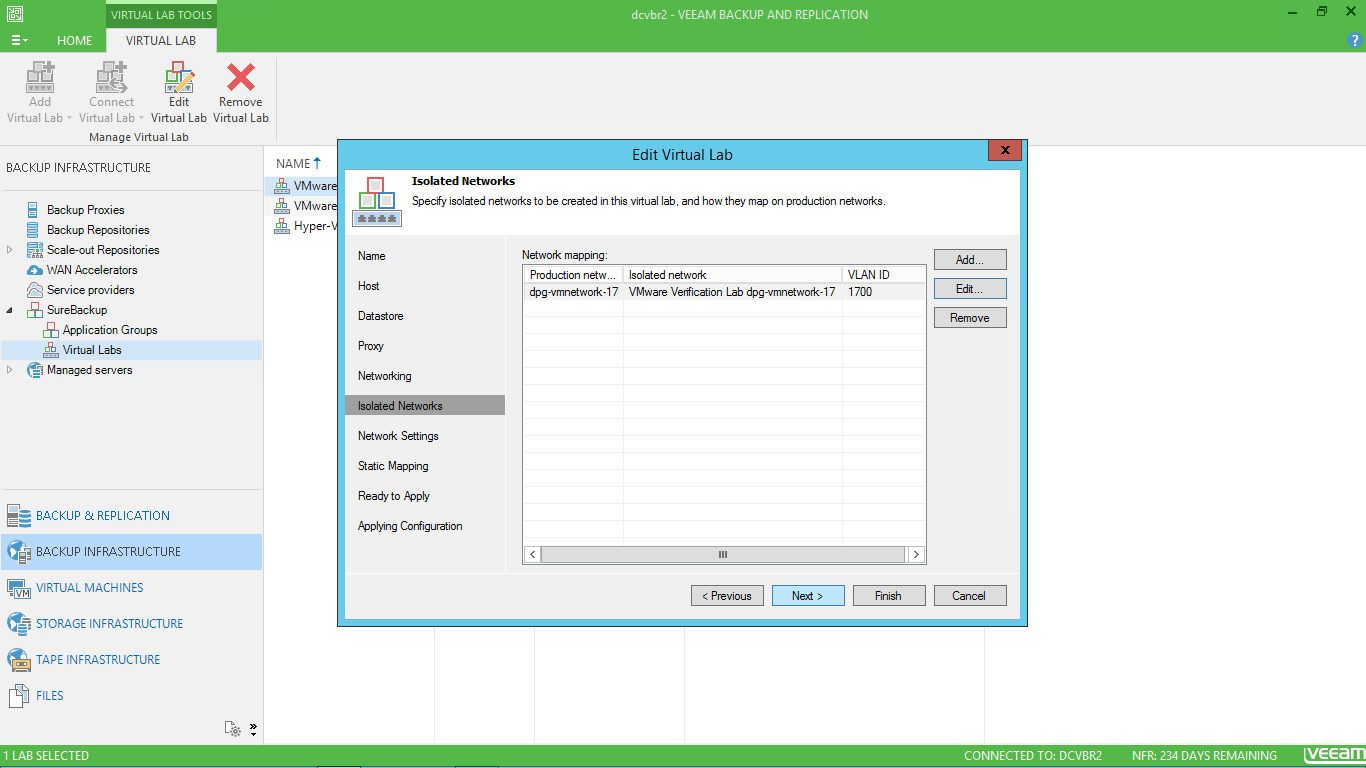 VIRTUAL LAB TOOLS
dcvbr2 - VEEAM BACKUP AND REPLICATION
HOME
VIRTUAL LAB
?
Add
Virtual Lab
Connect
Virtual Lab
Edit
Virtual Lab
Remove
Virtual Lab
Manage Virtual Lab
BACKUP INFRASTRUCTURE
Backup Proxies
Backup Repositories
Scale-out Repositories
WAN Accelerators
Service providers
SureBackup
Application Groups
Virtual Labs
Managed servers
BACKUP & REPLICATION
BACKUP INFRASTRUCTURE
VM
VIRTUAL MACHINES
STORAGE INFRASTRUCTURE
TAPE INFRASTRUCTURE
FILES
NAME
VMware
VMware
Hyper-V
Edit Virtual Lab
x
Isolated Networks
Specify isolated networks to be created in this virtual lab, and how they map on production networks.
Name
Host
Datastore
Proxy
Networking
Isolated Networks
Network Settings
Static Mapping
Ready to Apply
Applying Configuration
Network mapping:
Production netw... Isolated network VLAN ID
dpg-vmnetwork-17 VMware Verification Lab dpg-vmnetwork-17 1700
Add...
Edit...
Remove
< Previous
Next >
Finish
Cancel
1 LAB SELECTED
CONNECTED TO: DCVBR2
NFR: 234 DAYS REMAINING
veeam